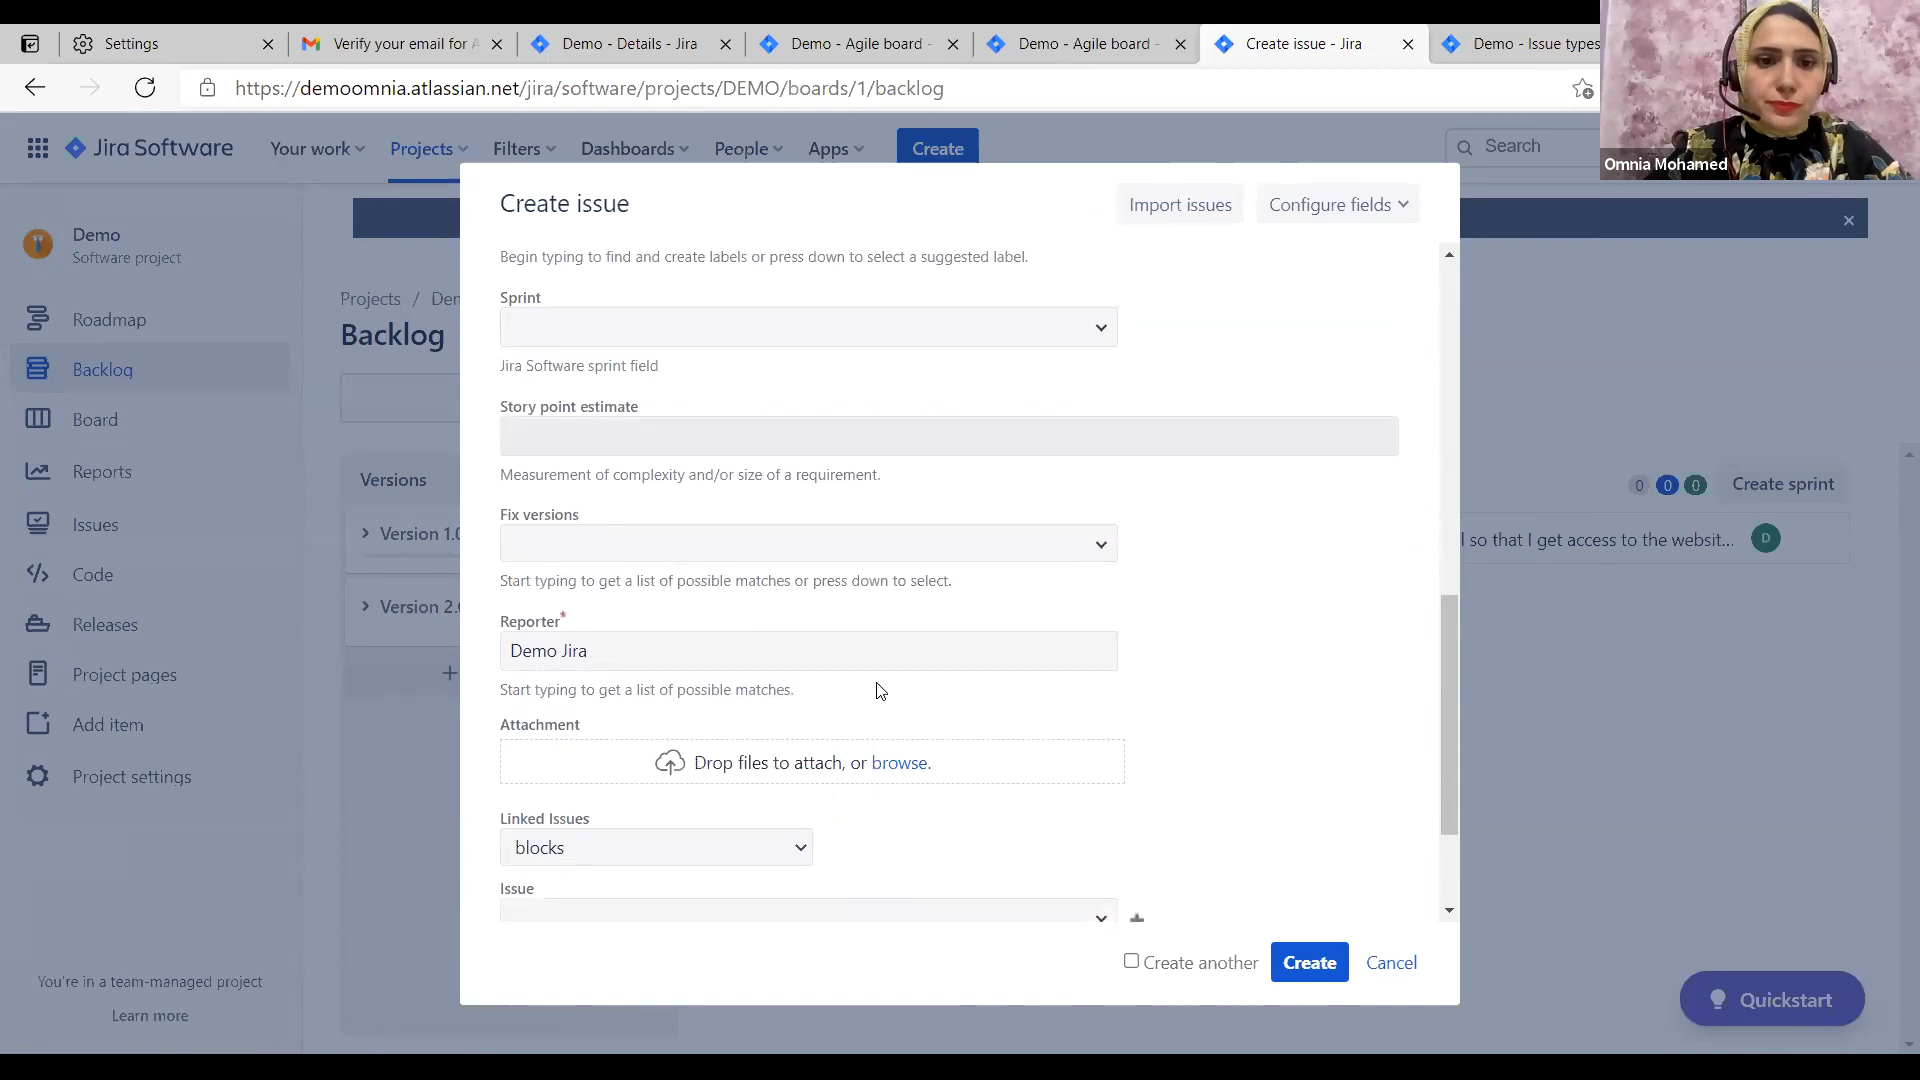 Settings
Verify your email for A
Demo - Details - Jira
Demo - Agile board -
Demo - Agile board -
Create issue - Jira
Demo - Issue types
https://demoomnia.atlassian.net/jira/software/projects/DEMO/boards/1/backlog
Omnia Mohamed
Jira Software
Your work
Projects
Filters
Dashboards
People
Apps
Create
Search
Demo
Software project
Roadmap
Backlog
Board
Reports
Issues
Code
Releases
Project pages
Add item
Project settings
You're in a team-managed project
Learn more
Projects / Den
Backlog
Versions
Version 1.0
Version 2.0
Create issue
Import issues
Configure fields
Begin typing to find and create labels or press down to select a suggested label.
Sprint
Jira Software sprint field
Story point estimate
Measurement of complexity and/or size of a requirement.
Fix versions
Start typing to get a list of possible matches or press down to select.
Reporter*
Demo Jira
Start typing to get a list of possible matches.
Attachment
Drop files to attach, or browse.
Linked Issues
blocks
Issue
Create another
Create
Cancel
0 0 0
Create sprint
l so that I get access to the websit...
D
Quickstart